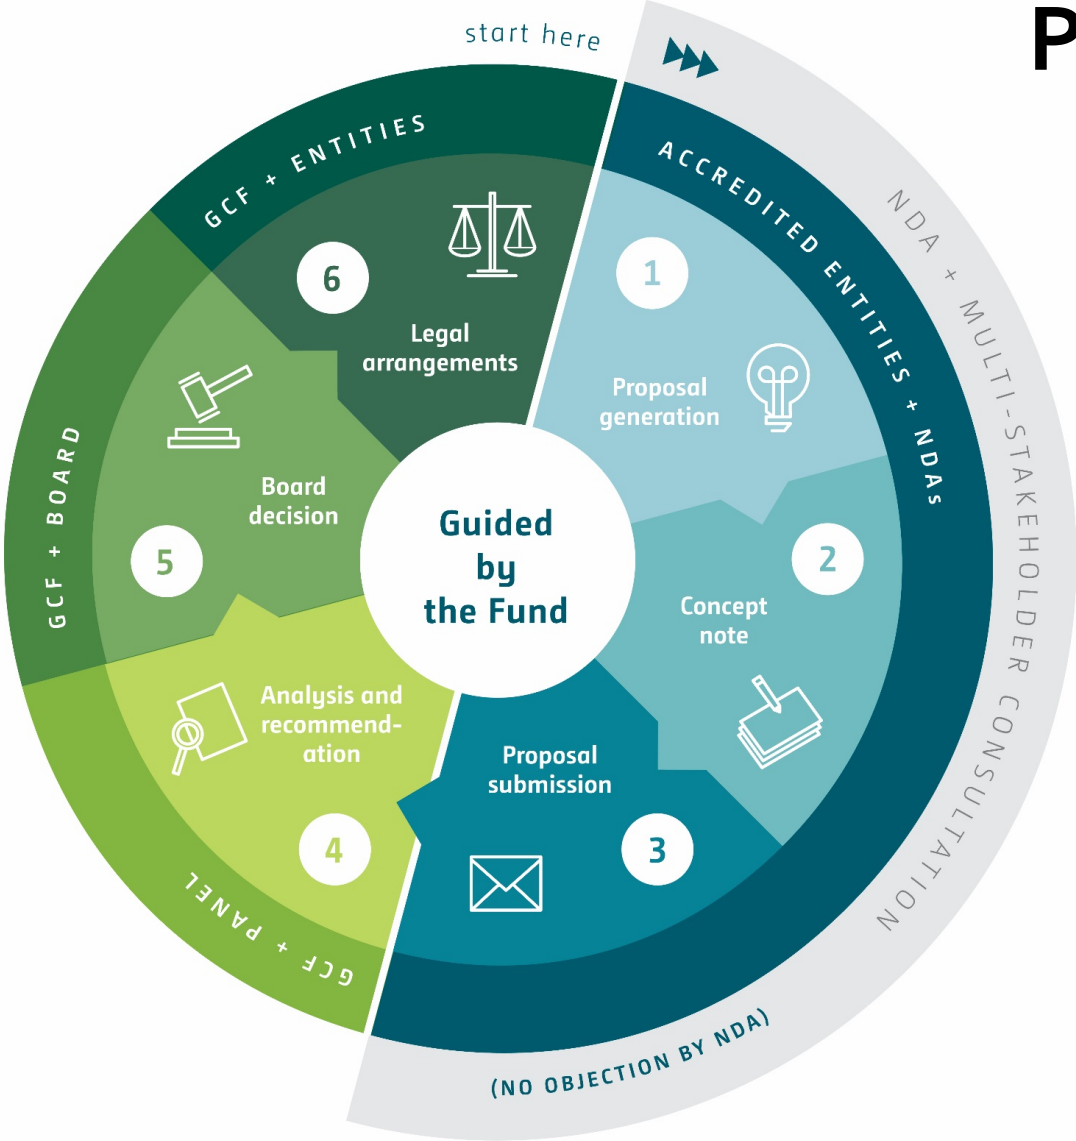 P
start here
ACCREDITED ENTITIES + NDAs
NDA + MULTI-STAKEHOLDER CONSULTATION
(NO OBJECTION BY NDA)
1
Proposal
generation
2
Concept
note
3
Proposal
submission
GCF + PANEL
4
Analysis and
recommend-
ation
GCF + BOARD
5
Board
decision
GCF + ENTITIES
6
Legal
arrangements
Guided
by
the Fund